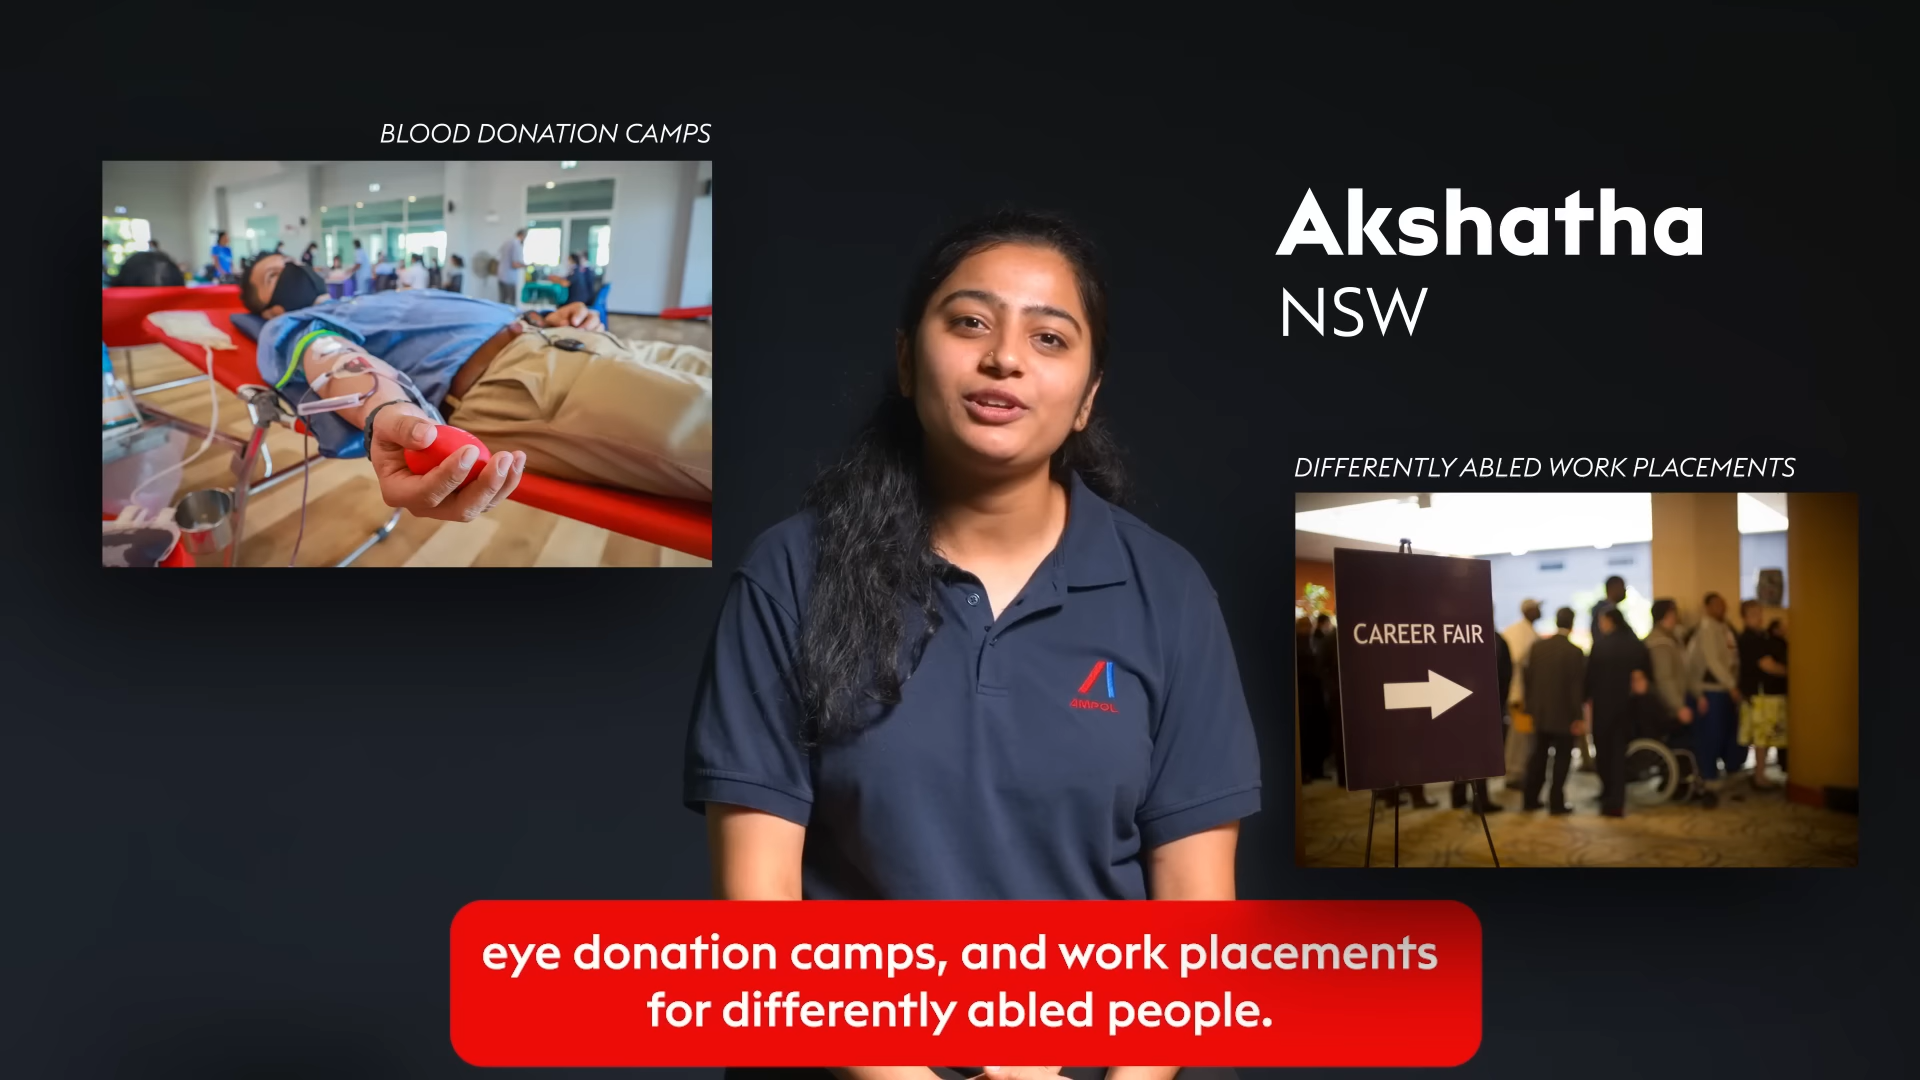 BLOOD DONATION CAMPS
Akshatha
NSW
DIFFERENTLY ABLED WORK PLACEMENTS
CAREER FAIR
AMPOL
eye donation camps, and work placements
for differently abled people.